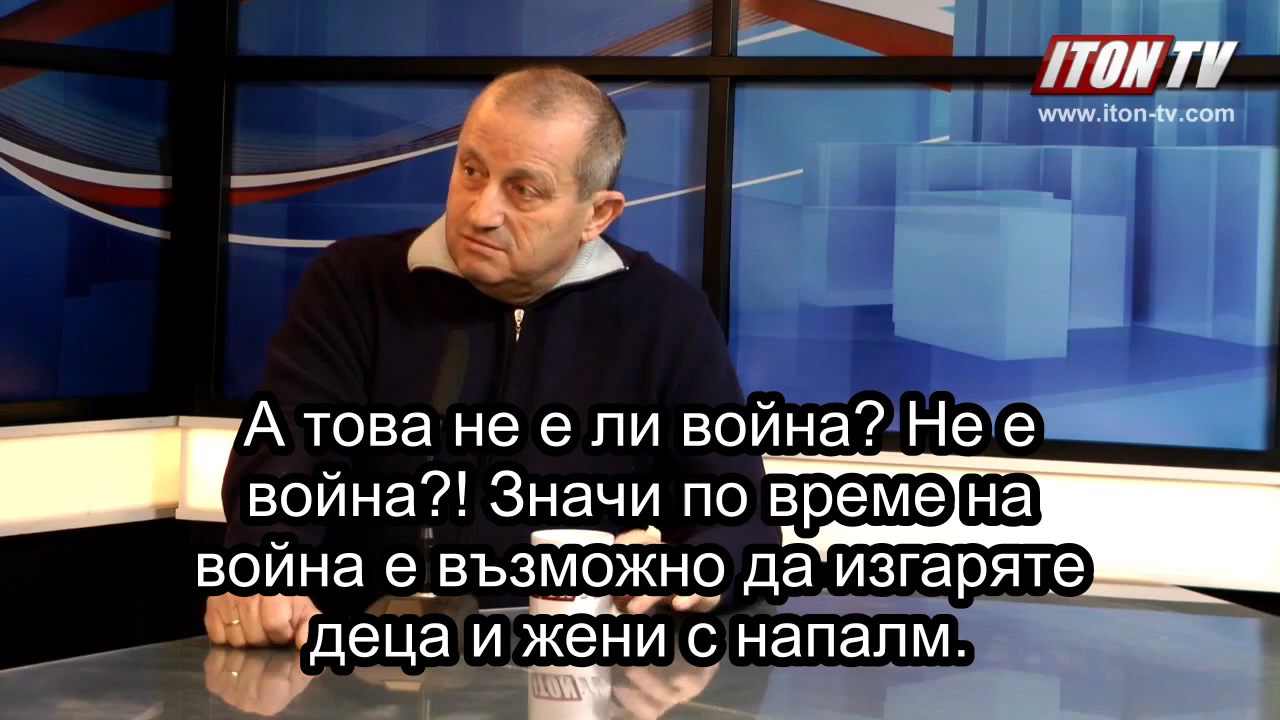 ITON TV
www.iton-tv.com
А това не е ли война? Не е
война?! Значи по време на
война е възможно да изгаряте
деца и жени с напалм.